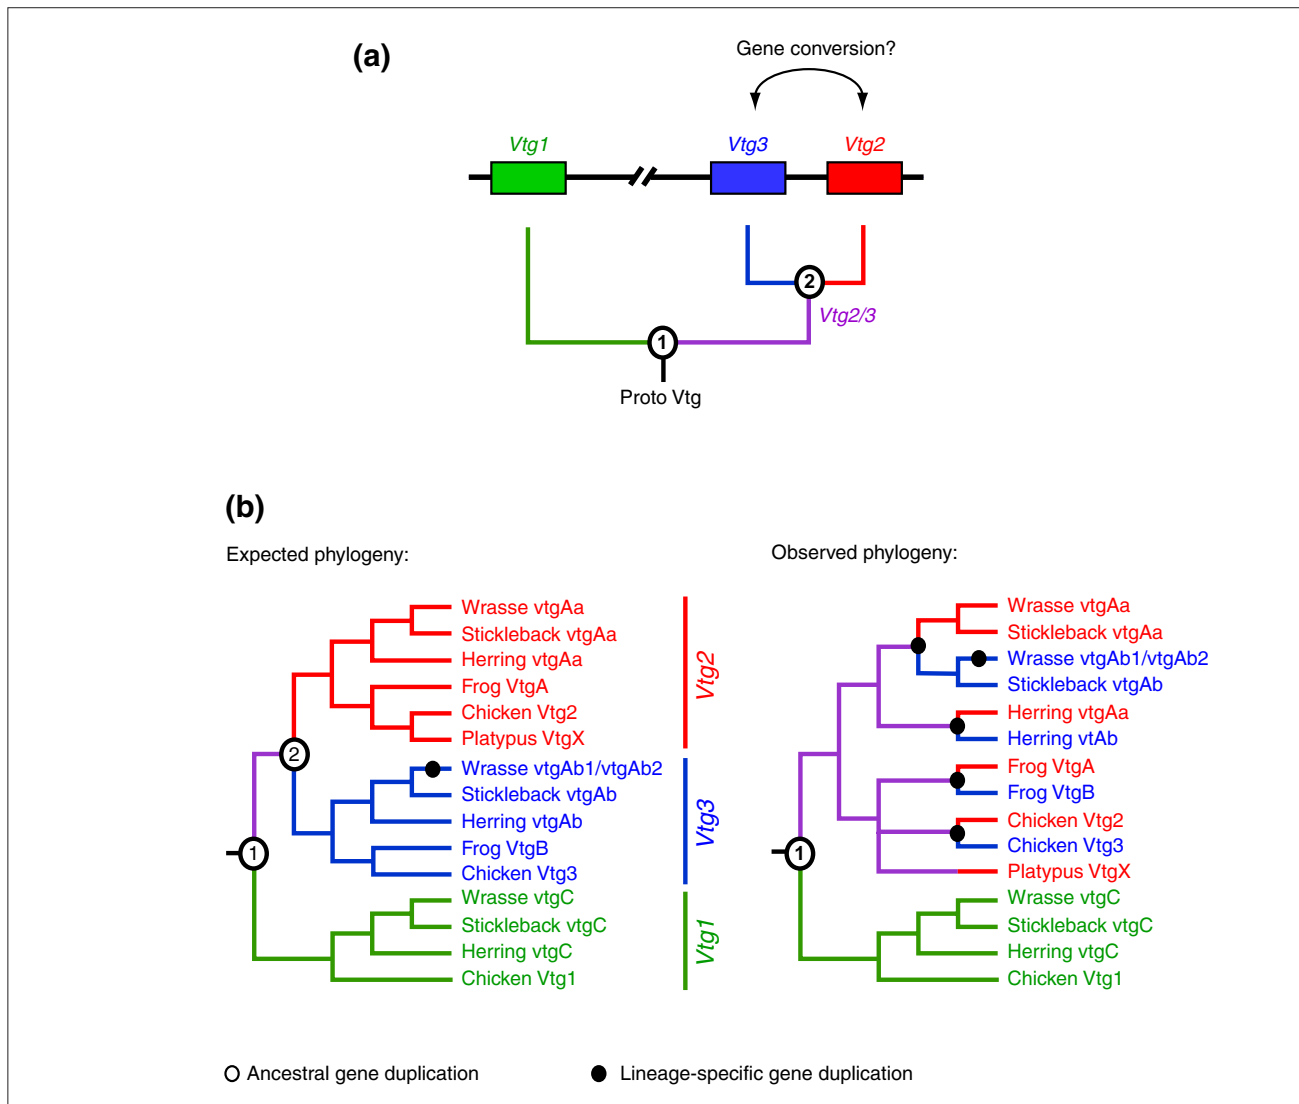 (a)
Gene conversion?
Vtg1
Vtg3
Vtg2
2
Vtg2/3
1
Proto Vtg
(b)
Expected phylogeny:
Wrasse vtgAa
Stickleback vtgAa
Herring vtgAa
Frog VtgA
Chicken Vtg2
Platypus VtgX
Vtg2
2
Wrasse vtgAb1/vtgAb2
Stickleback vtgAb
Herring vtgAb
Frog VtgB
Chicken Vtg3
Vtg3
1
Wrasse vtgC
Stickleback vtgC
Herring vtgC
Chicken Vtg1
Vtg1
Observed phylogeny:
Wrasse vtgAa
Stickleback vtgAa
Wrasse vtgAb1/vtgAb2
Stickleback vtgAb
Herring vtgAa
Herring vtAb
Frog VtgA
Frog VtgB
Chicken Vtg2
Chicken Vtg3
Platypus VtgX
1
Wrasse vtgC
Stickleback vtgC
Herring vtgC
Chicken Vtg1
Ancestral gene duplication
Lineage-specific gene duplication